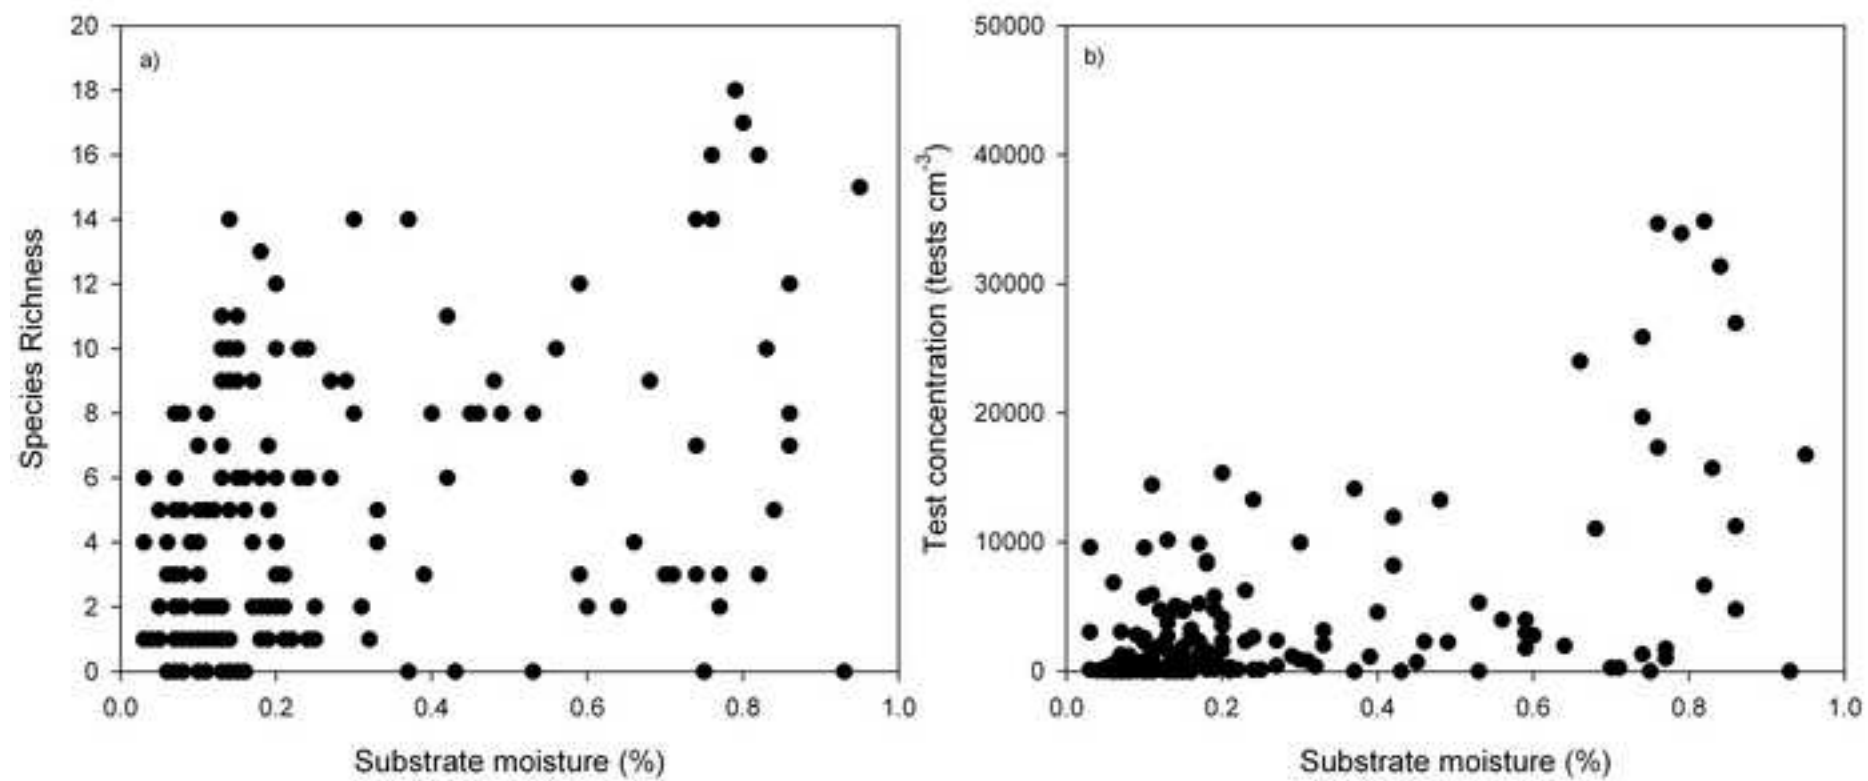 a)
20
18
16
14
12
10
8
6
4
2
0
Species Richness
0.0 0.2 0.4 0.6 0.8 1.0
Substrate moisture (%)
b)
50000
40000
30000
20000
10000
0
Test concentration (tests cm⁻³)
0.0 0.2 0.4 0.6 0.8 1.0
Substrate moisture (%)